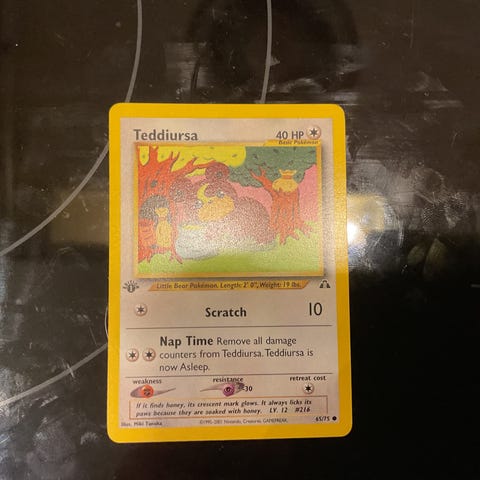 Teddiursa 40 HP
Basic Pokémon
Little Bear Pokémon. Length: 2' 0", Weight: 19 lbs.
Scratch 10
Nap Time Remove all damage
counters from Teddiursa. Teddiursa is
now Asleep.
weakness resistance retreat cost
-30
If it finds honey, its crescent mark glows. It always licks its
paws because they are soaked with honey. LV. 12 #216
Illus. Miki Tanaka ©1995-2001 Nintendo, Creatures, GAMEFREAK. 65/75